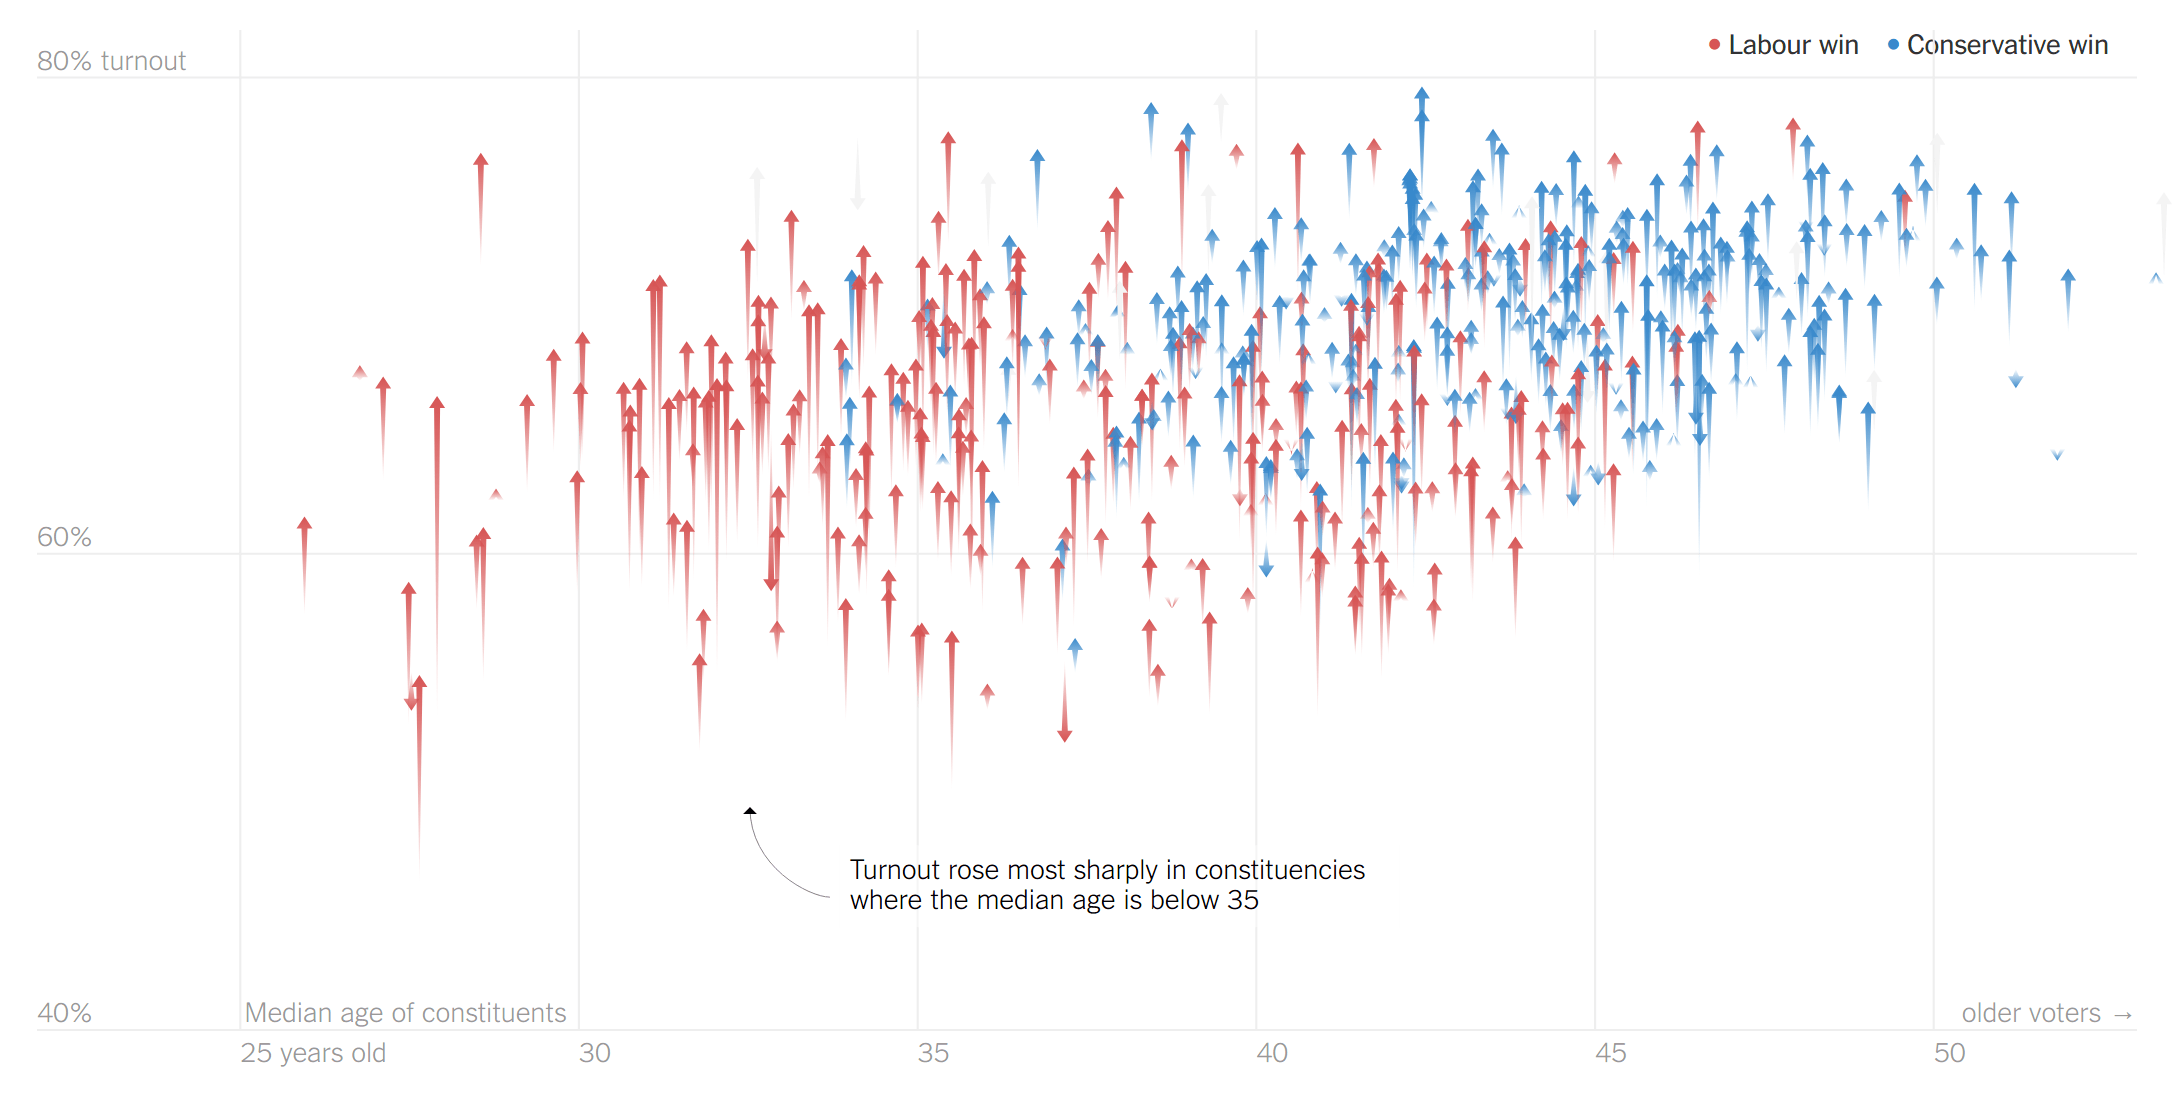 80% turnout
● Labour win ● Conservative win
60%
Turnout rose most sharply in constituencies
where the median age is below 35
40%
Median age of constituents
older voters →
25 years old
30
35
40
45
50